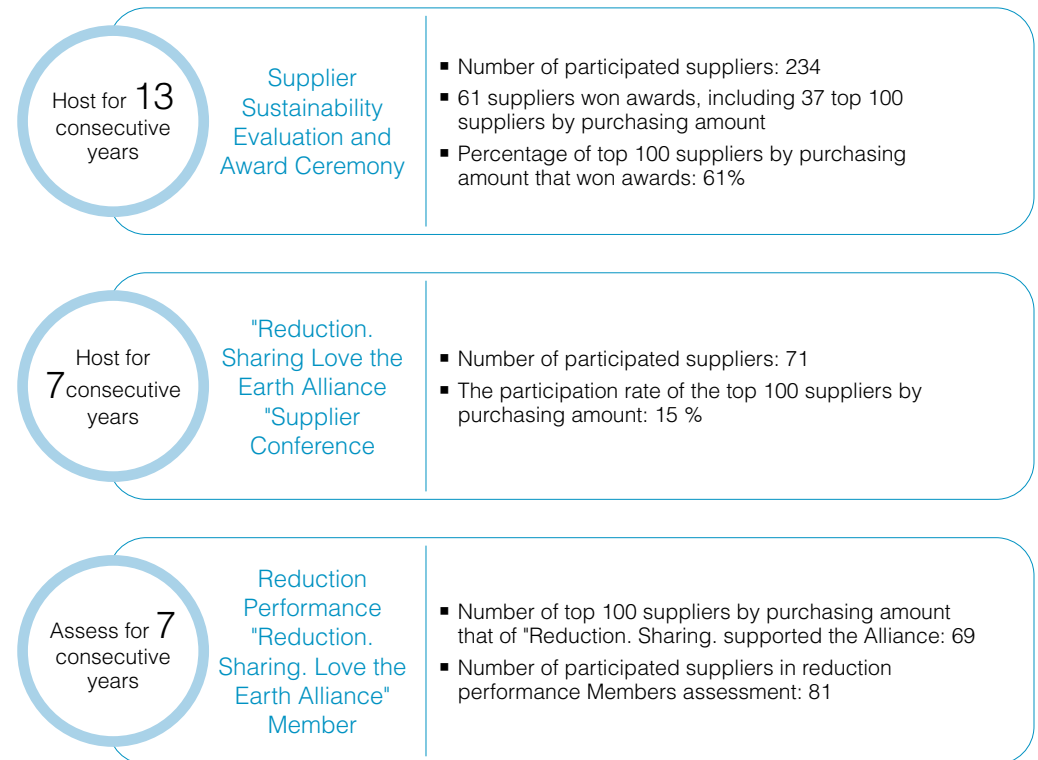 Host for 13
consecutive
years
Supplier
Sustainability
Evaluation and
Award Ceremony
▪ Number of participated suppliers: 234
▪ 61 suppliers won awards, including 37 top 100
suppliers by purchasing amount
▪ Percentage of top 100 suppliers by purchasing
amount that won awards: 61%
Host for
7 consecutive
years
"Reduction.
Sharing Love the
Earth Alliance
"Supplier
Conference
▪ Number of participated suppliers: 71
▪ The participation rate of the top 100 suppliers by
purchasing amount: 15 %
Assess for 7
consecutive
years
Reduction
Performance
"Reduction.
Sharing. Love the
Earth Alliance"
Member
▪ Number of top 100 suppliers by purchasing amount
that of "Reduction. Sharing. supported the Alliance: 69
▪ Number of participated suppliers in reduction
performance Members assessment: 81